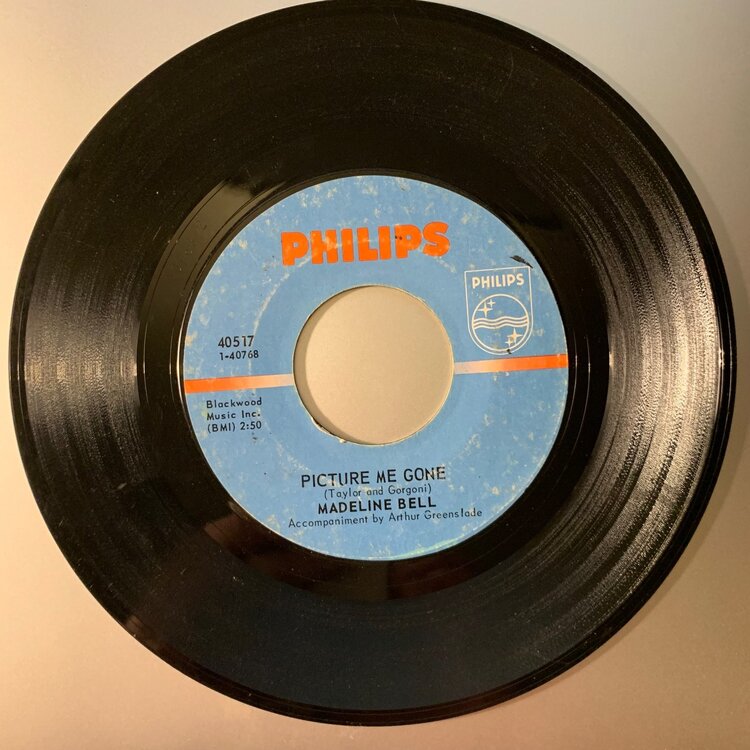 PHILIPS
PHILIPS
40517
1-40768
Blackwood
Music Inc.
(BMI) 2:50
PICTURE ME GONE
(Taylor and Gorgoni)
MADELINE BELL
Accompaniment by Arthur Greenslade